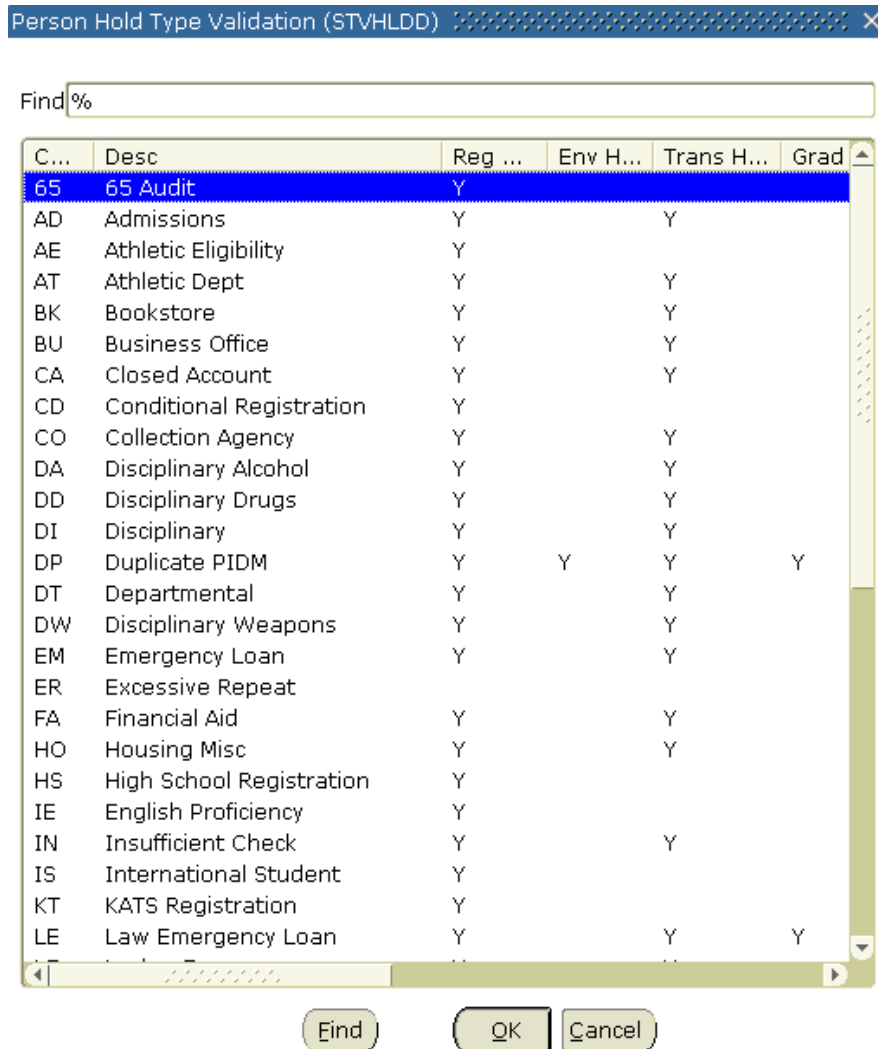 Person Hold Type Validation (STVHLDD)
Find %
C... Desc Reg ... Env H... Trans H... Grad
65 65 Audit Y
AD Admissions Y Y
AE Athletic Eligibility Y
AT Athletic Dept Y Y
BK Bookstore Y Y
BU Business Office Y Y
CA Closed Account Y Y
CD Conditional Registration Y
CO Collection Agency Y Y
DA Disciplinary Alcohol Y Y
DD Disciplinary Drugs Y Y
DI Disciplinary Y Y
DP Duplicate PIDM Y Y Y Y
DT Departmental Y Y
DW Disciplinary Weapons Y Y
EM Emergency Loan Y Y
ER Excessive Repeat
FA Financial Aid Y Y
HO Housing Misc Y Y
HS High School Registration Y
IE English Proficiency Y
IN Insufficient Check Y Y
IS International Student Y
KT KATS Registration Y
LE Law Emergency Loan Y Y Y
Find OK Cancel